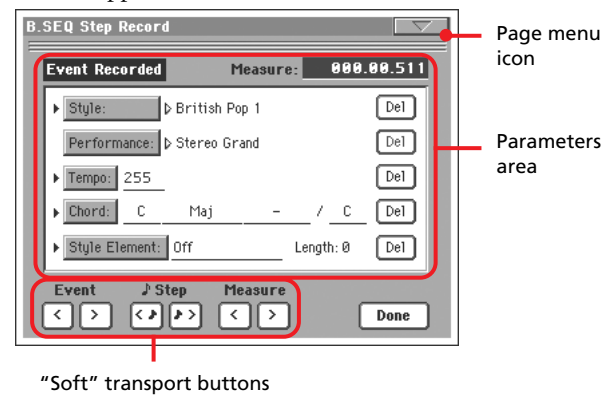 B.SEQ Step Record
Page menu icon
Event Recorded Measure: 000.00.511
Style: British Pop 1 Del
Performance: Stereo Grand Del
Parameters area
Tempo: 255 Del
Chord: C Maj - / C Del
Style Element: Off Length: 0 Del
Event ♪ Step Measure
< > <♪ ♪> < > Done
“Soft” transport buttons